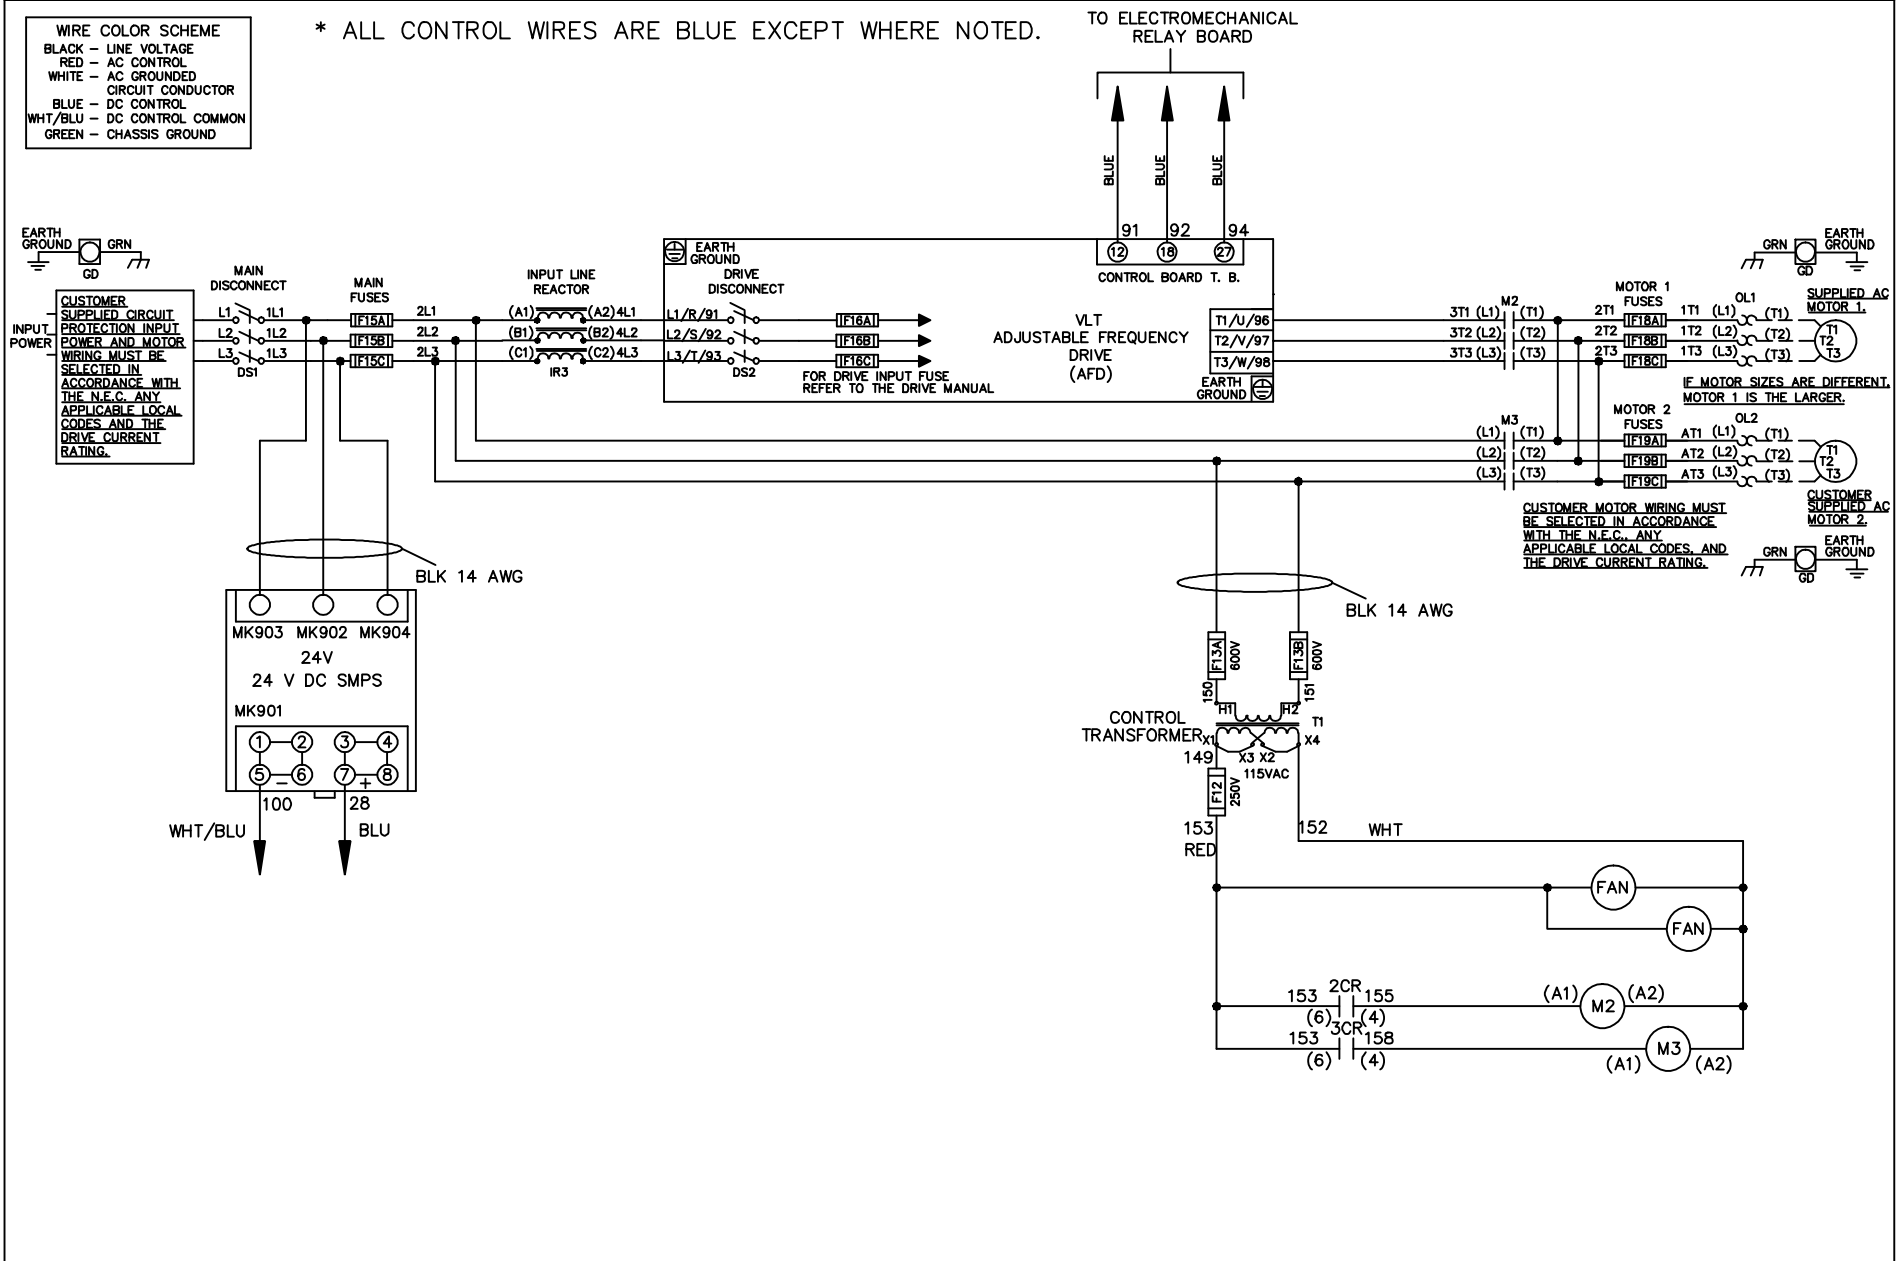 WIRE COLOR SCHEME
BLACK – LINE VOLTAGE
RED – AC CONTROL
WHITE – AC GROUNDED
CIRCUIT CONDUCTOR
BLUE – DC CONTROL
WHT/BLU – DC CONTROL COMMON
GREEN – CHASSIS GROUND
* ALL CONTROL WIRES ARE BLUE EXCEPT WHERE NOTED.
TO ELECTROMECHANICAL
RELAY BOARD
BLUE
BLUE
BLUE
91 92 94
12 18 27
CONTROL BOARD T. B.
EARTH
GROUND
GRN
GD
INPUT
POWER
CUSTOMER
SUPPLIED CIRCUIT
PROTECTION INPUT
POWER AND MOTOR
WIRING MUST BE
SELECTED IN
ACCORDANCE WITH
THE N.E.C. ANY
APPLICABLE LOCAL
CODES AND THE
DRIVE CURRENT
RATING.
MAIN
DISCONNECT
L1 1L1
L2 1L2
L3 1L3
DS1
MAIN
FUSES
F15A
F15B
F15C
2L1
2L2
2L3
INPUT LINE
REACTOR
(A1) (A2) 4L1
(B1) (B2) 4L2
(C1) (C2) 4L3
IR3
EARTH
GROUND
DRIVE
DISCONNECT
L1/R/91
L2/S/92
L3/T/93
DS2
F16A
F16B
F16C
FOR DRIVE INPUT FUSE
REFER TO THE DRIVE MANUAL
VLT
ADJUSTABLE FREQUENCY
DRIVE
(AFD)
T1/U/96
T2/V/97
T3/W/98
EARTH
GROUND
M2
3T1 (L1) (T1)
3T2 (L2) (T2)
3T3 (L3) (T3)
MOTOR 1
FUSES
2T1 F18A 1T1 (L1)
2T2 F18B 1T2 (L2)
2T3 F18C 1T3 (L3)
OL1
(T1)
(T2)
(T3)
GRN
GD
EARTH
GROUND
SUPPLIED AC
MOTOR 1.
T1
T2
T3
IF MOTOR SIZES ARE DIFFERENT,
MOTOR 1 IS THE LARGER.
M3
(L1) (T1)
(L2) (T2)
(L3) (T3)
MOTOR 2
FUSES
F19A AT1 (L1)
F19B AT2 (L2)
F19C AT3 (L3)
OL2
(T1)
(T2)
(T3)
T1
T2
T3
CUSTOMER
SUPPLIED AC
MOTOR 2.
CUSTOMER MOTOR WIRING MUST
BE SELECTED IN ACCORDANCE
WITH THE N.E.C., ANY
APPLICABLE LOCAL CODES, AND
THE DRIVE CURRENT RATING.
GRN
GD
EARTH
GROUND
BLK 14 AWG
MK903 MK902 MK904
24V
24 V DC SMPS
MK901
1 2 3 4
5 6 7 8
– +
100 28
WHT/BLU BLU
BLK 14 AWG
F13A 600V
F13B 600V
150 151
H1 H2
T1
CONTROL
TRANSFORMER
X1 X3 X2 X4
149
115VAC
F12 250V
153
RED
152 WHT
FAN
FAN
153 2CR 155
(6) (4)
(A1) M2 (A2)
153 3CR 158
(6) (4)
(A1) M3 (A2)